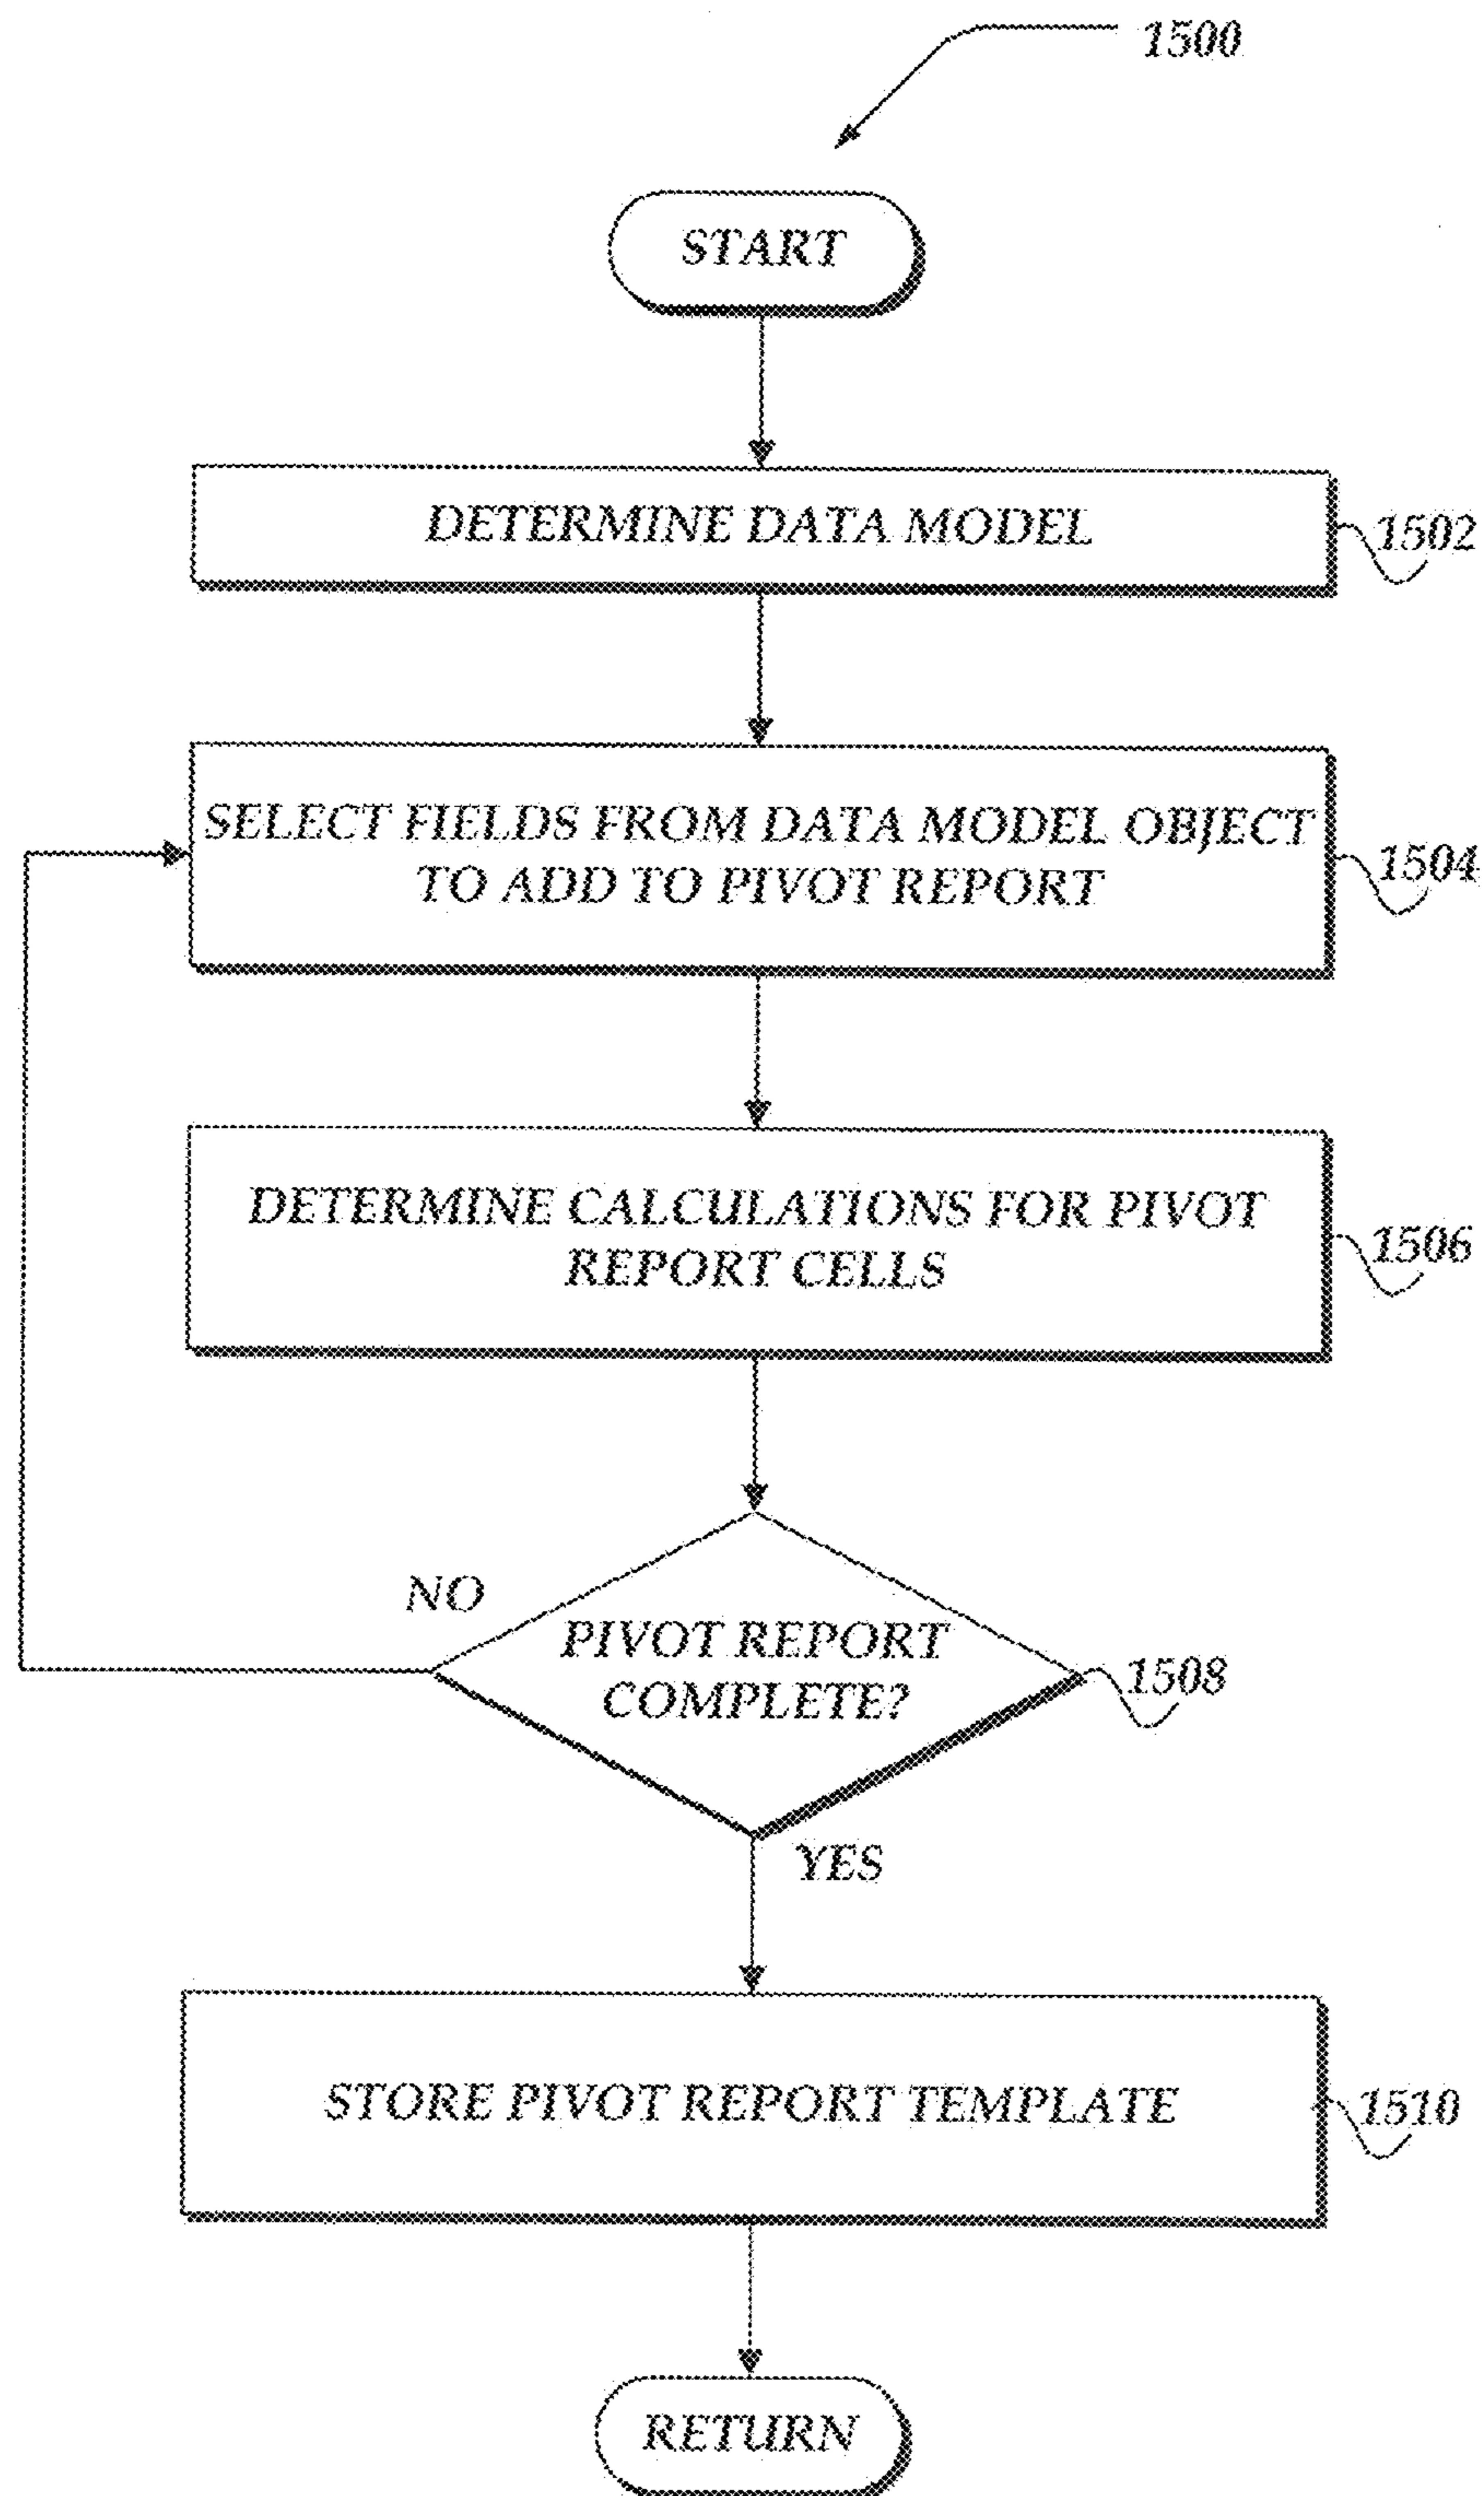 1500
START
DETERMINE DATA MODEL
1502
SELECT FIELDS FROM DATA MODEL OBJECT
TO ADD TO PIVOT REPORT
1504
DETERMINE CALCULATIONS FOR PIVOT
REPORT CELLS
1506
NO
PIVOT REPORT
COMPLETE?
1508
YES
STORE PIVOT REPORT TEMPLATE
1510
RETURN